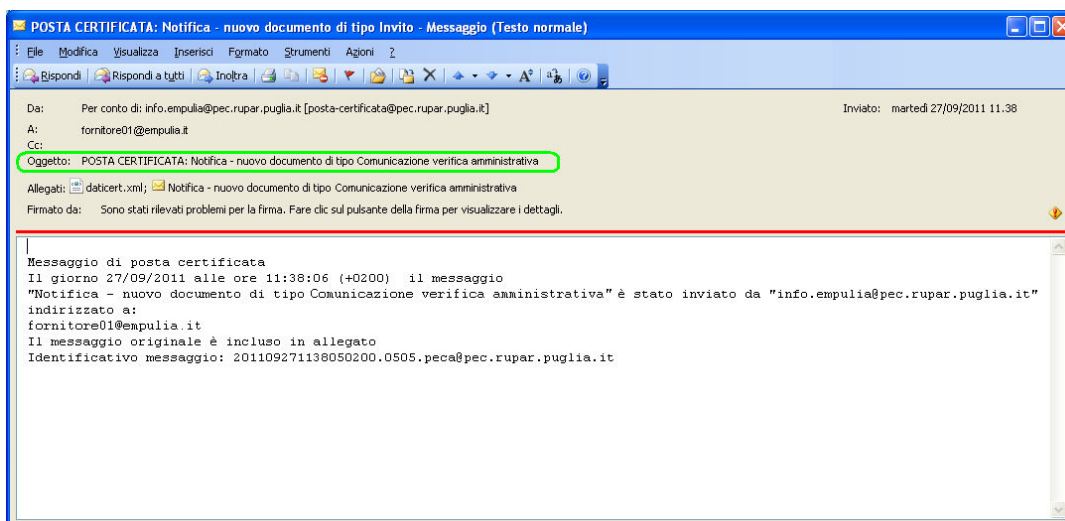 POSTA CERTIFICATA: Notifica - nuovo documento di tipo Invito - Messaggio (Testo normale)
File Modifica Visualizza Inserisci Formato Strumenti Azioni ?
Rispondi Rispondi a tutti Inoltra
Da: Per conto di: info.empulia@pec.rupar.puglia.it [posta-certificata@pec.rupar.puglia.it] Inviato: martedì 27/09/2011 11.38
A: fornitore01@empulia.it
Cc:
Oggetto: POSTA CERTIFICATA: Notifica - nuovo documento di tipo Comunicazione verifica amministrativa
Allegati: daticert.xml; Notifica - nuovo documento di tipo Comunicazione verifica amministrativa
Firmato da: Sono stati rilevati problemi per la firma. Fare clic sul pulsante della firma per visualizzare i dettagli.
Messaggio di posta certificata
Il giorno 27/09/2011 alle ore 11:38:06 (+0200) il messaggio
"Notifica - nuovo documento di tipo Comunicazione verifica amministrativa" è stato inviato da "info.empulia@pec.rupar.puglia.it"
indirizzato a:
fornitore01@empulia.it
Il messaggio originale è incluso in allegato
Identificativo messaggio: 201109271138050200.0505.peca@pec.rupar.puglia.it